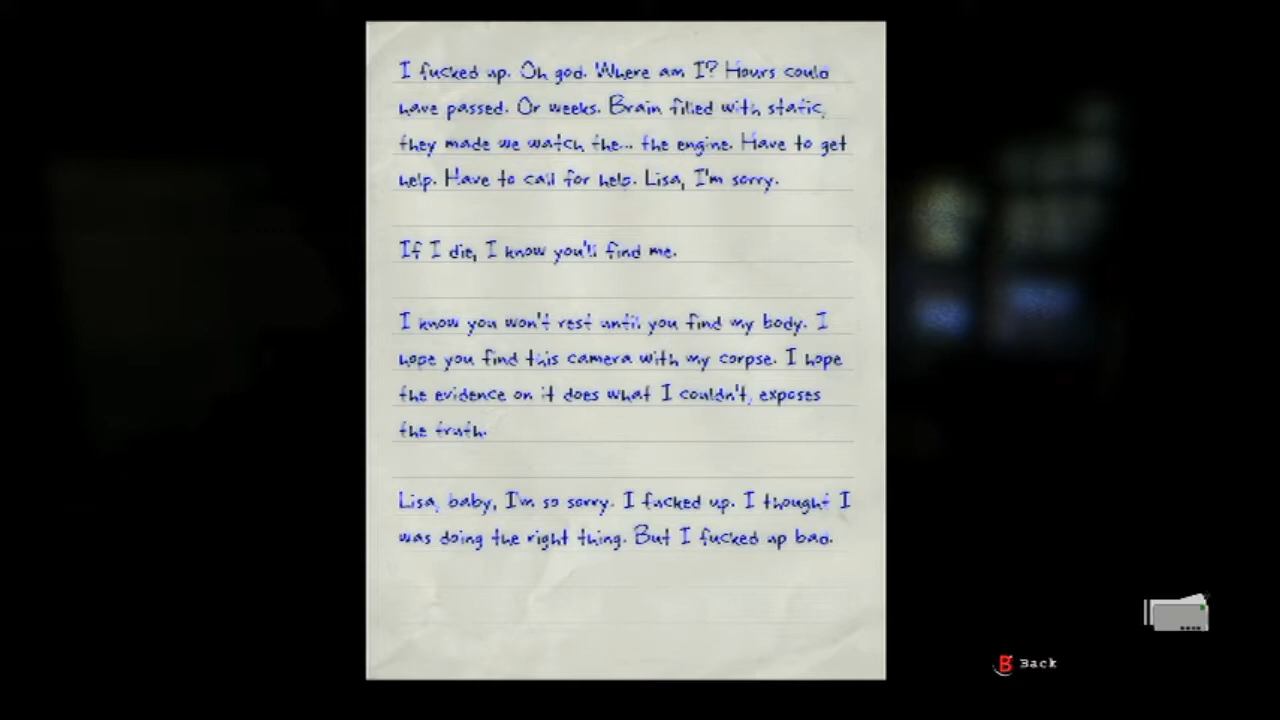 I fucked up. Oh god. Where am I? Hours could
have passed. Or weeks. Brain filled with static,
they made we watch the... the engine. Have to get
help. Have to call for help. Lisa, I'm sorry.
If I die, I know you'll find me.
I know you won't rest until you find my body. I
hope you find this camera with my corpse. I hope
the evidence on it does what I couldn't, exposes
the truth.
Lisa, baby, I'm so sorry. I fucked up. I thought I
was doing the right thing. But I fucked up bad.
B Back